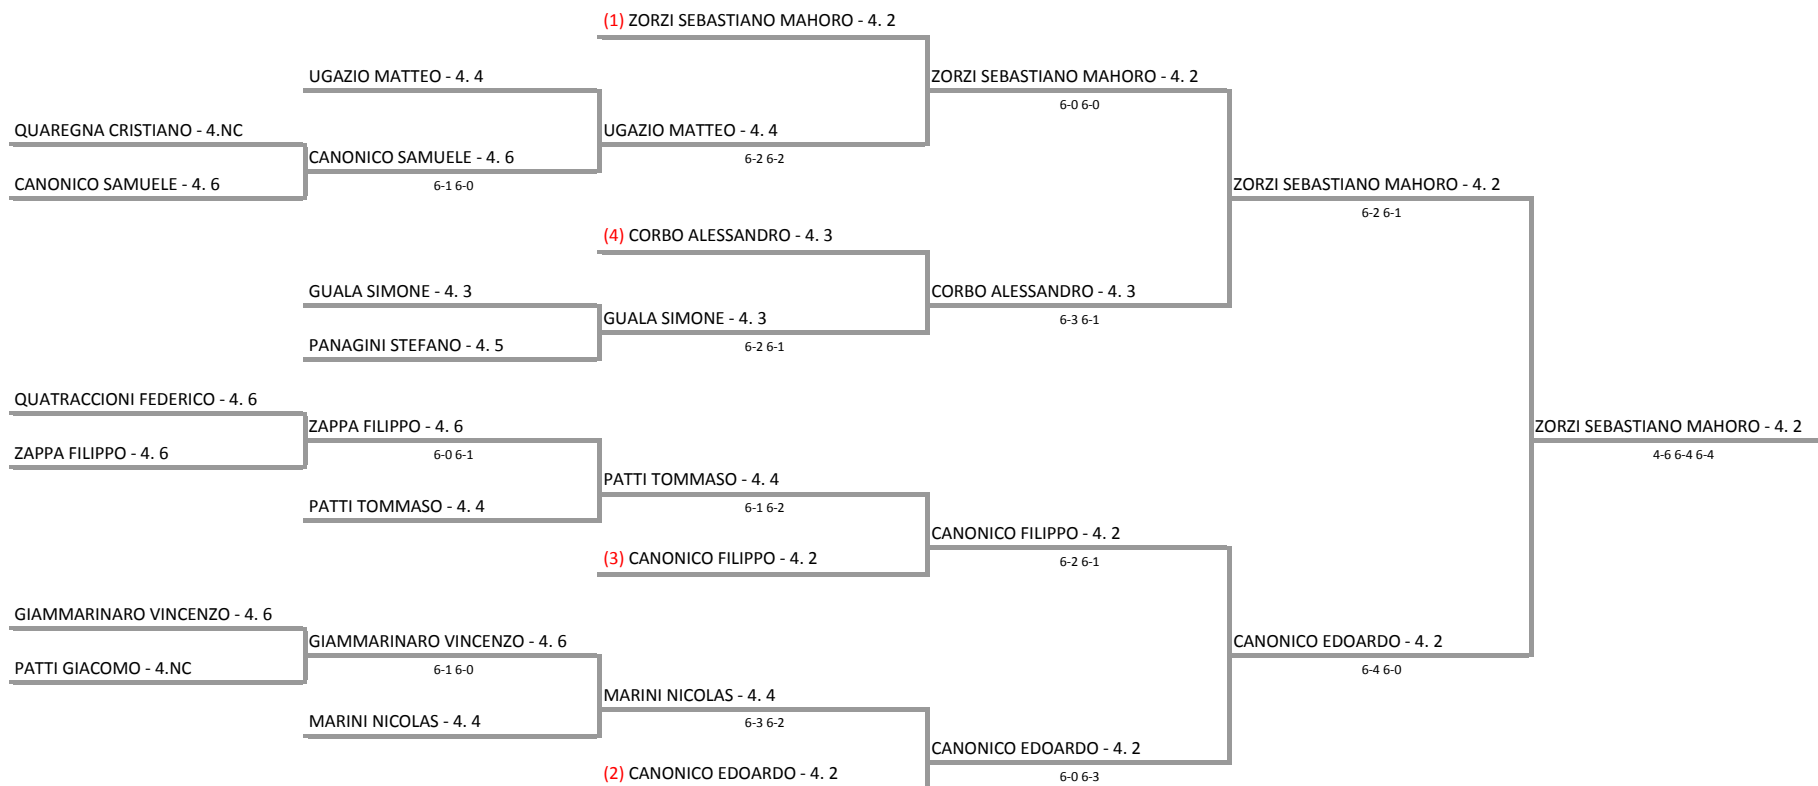 (1) ZORZI SEBASTIANO MAHORO - 4. 2
UGAZIO MATTEO - 4. 4
ZORZI SEBASTIANO MAHORO - 4. 2
6-0 6-0
QUAREGNA CRISTIANO - 4.NC
UGAZIO MATTEO - 4. 4
6-2 6-2
CANONICO SAMUELE - 4. 6
6-1 6-0
CANONICO SAMUELE - 4. 6
ZORZI SEBASTIANO MAHORO - 4. 2
6-2 6-1
(4) CORBO ALESSANDRO - 4. 3
GUALA SIMONE - 4. 3
CORBO ALESSANDRO - 4. 3
6-3 6-1
GUALA SIMONE - 4. 3
6-2 6-1
PANAGINI STEFANO - 4. 5
QUATRACCIONI FEDERICO - 4. 6
ZAPPA FILIPPO - 4. 6
6-0 6-1
ZORZI SEBASTIANO MAHORO - 4. 2
4-6 6-4 6-4
ZAPPA FILIPPO - 4. 6
PATTI TOMMASO - 4. 4
6-1 6-2
PATTI TOMMASO - 4. 4
CANONICO FILIPPO - 4. 2
6-2 6-1
(3) CANONICO FILIPPO - 4. 2
GIAMMARINARO VINCENZO - 4. 6
GIAMMARINARO VINCENZO - 4. 6
6-1 6-0
CANONICO EDOARDO - 4. 2
6-4 6-0
PATTI GIACOMO - 4.NC
MARINI NICOLAS - 4. 4
6-3 6-2
MARINI NICOLAS - 4. 4
CANONICO EDOARDO - 4. 2
6-0 6-3
(2) CANONICO EDOARDO - 4. 2